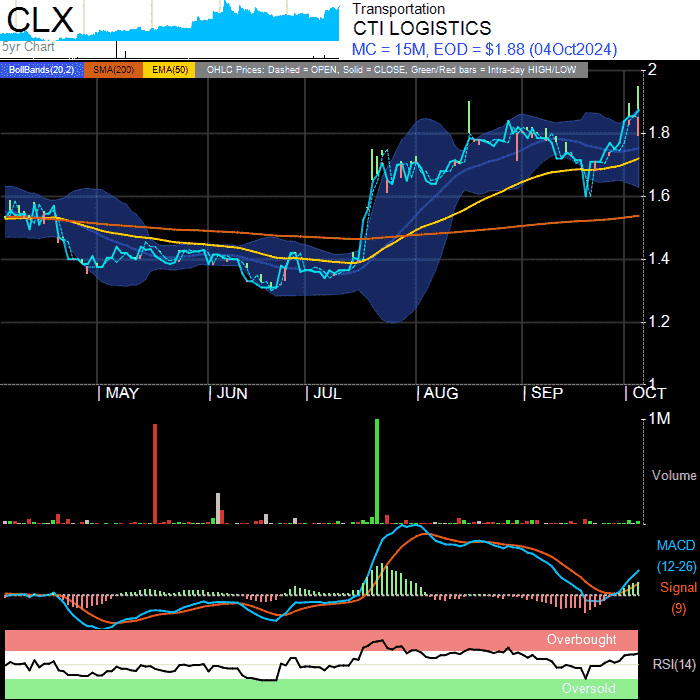 CLX
5yr Chart
Transportation
CTI LOGISTICS
MC = 15M, EOD = $1.88 (04Oct2024)
BollBands(20,2) SMA(200) EMA(50) OHLC Prices: Dashed = OPEN, Solid = CLOSE, Green/Red bars = Intra-day HIGH/LOW
2
1.8
1.6
1.4
1.2
1
MAY JUN JUL AUG SEP OCT
1M
Volume
MACD
(12-26)
Signal
(9)
Overbought
RSI(14)
Oversold